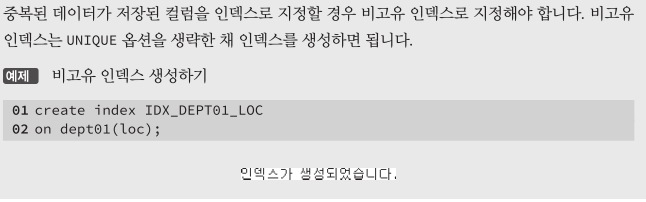 중복된 데이터가 저장된 컬럼을 인덱스로 지정할 경우 비고유 인덱스로 지정해야 합니다. 비고유
인덱스는 UNIQUE 옵션을 생략한 채 인덱스를 생성하면 됩니다.
예제 비고유 인덱스 생성하기
01 create index IDX_DEPT01_LOC
02 on dept01(loc);
인덱스가 생성되었습니다.